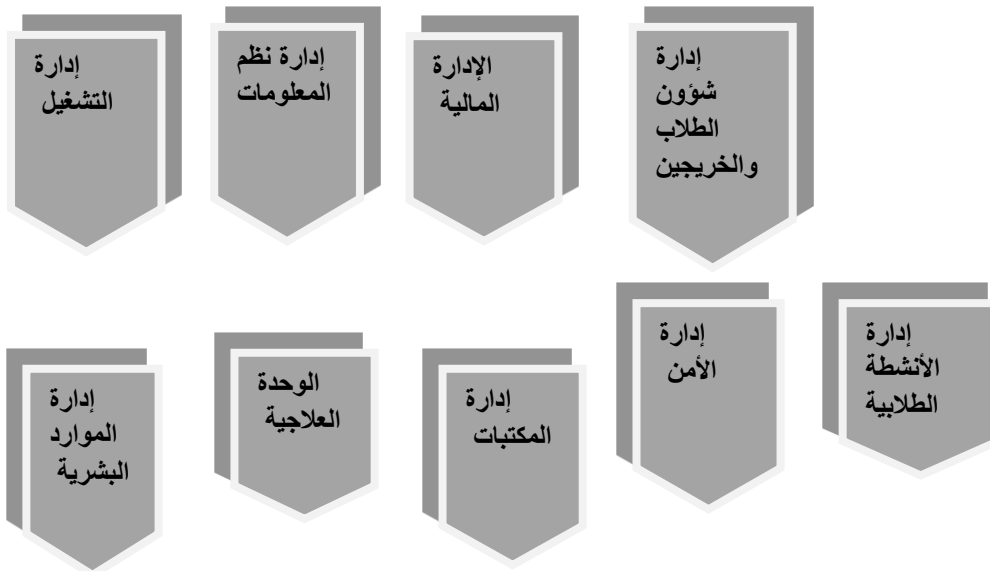 إدارة
شؤون
الطلاب
والخريجين
الإدارة
المالية
إدارة نظم
المعلومات
إدارة
التشغيل
إدارة
الأنشطة
الطلابية
إدارة
الأمن
إدارة
المكتبات
الوحدة
العلاجية
إدارة
الموارد
البشرية